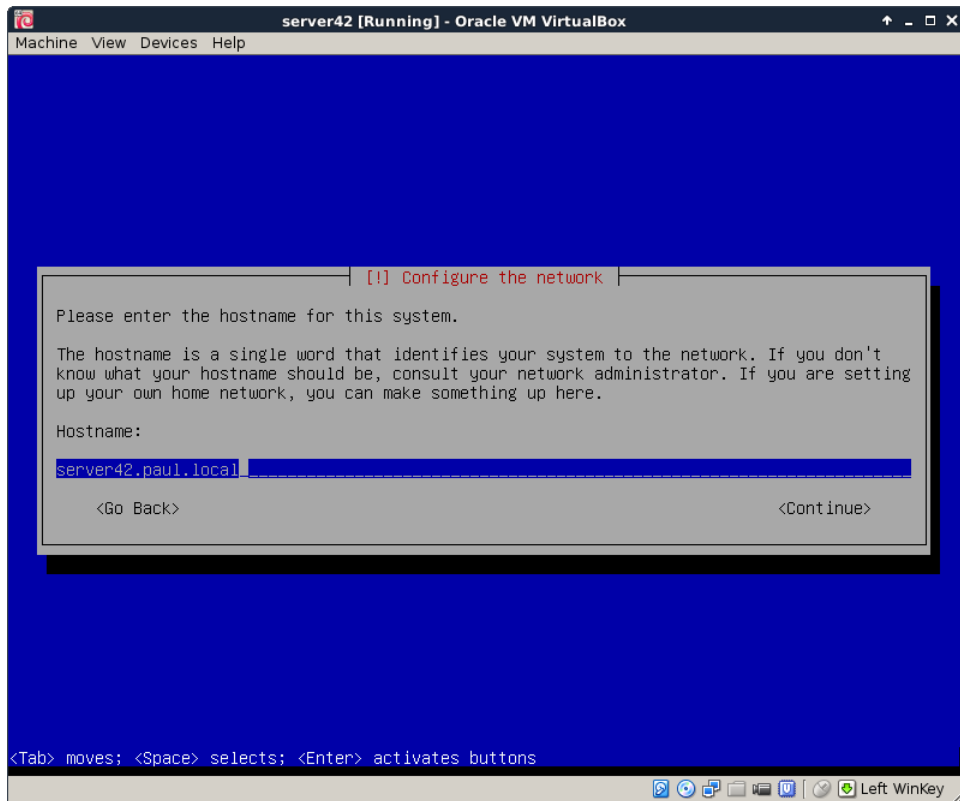 server42 [Running] - Oracle VM VirtualBox
Machine View Devices Help
[!] Configure the network
Please enter the hostname for this system.
The hostname is a single word that identifies your system to the network. If you don't
know what your hostname should be, consult your network administrator. If you are setting
up your own home network, you can make something up here.
Hostname:
server42.paul.local
<Go Back> <Continue>
<Tab> moves; <Space> selects; <Enter> activates buttons
Left WinKey